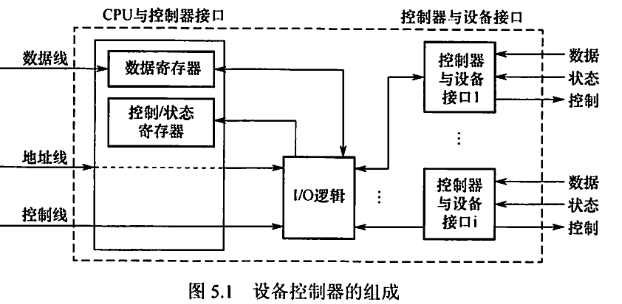 CPU与控制器接口
控制器与设备接口
数据线
数据寄存器
控制/状态
寄存器
地址线
控制线
I/O逻辑
控制器
与设备
接口1
数据
状态
控制
⋮
⋮
控制器
与设备
接口i
数据
状态
控制
图 5.1 设备控制器的组成